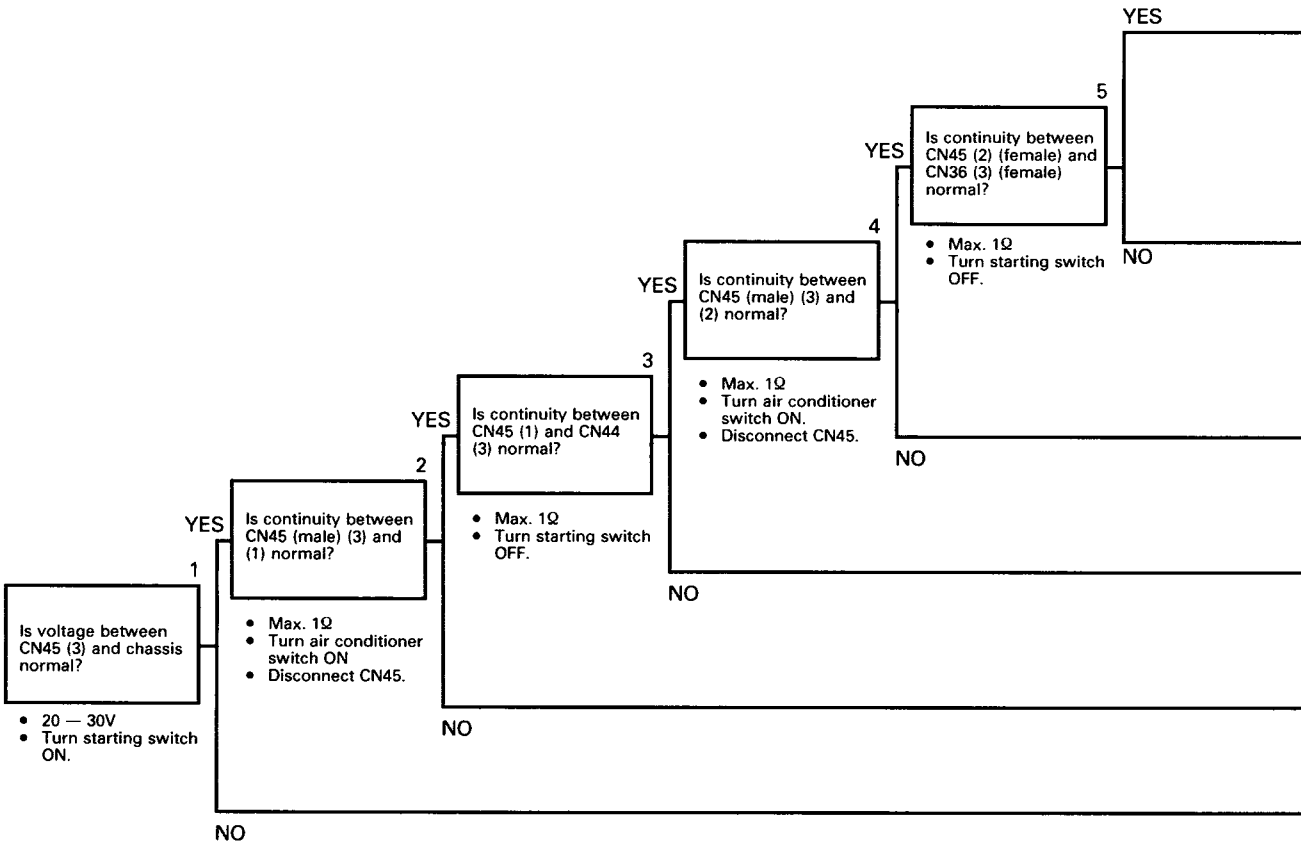 1
Is voltage between
CN45 (3) and chassis
normal?
• 20 — 30V
• Turn starting switch
ON.
YES
NO
2
Is continuity between
CN45 (male) (3) and
(1) normal?
• Max. 1Ω
• Turn air conditioner
switch ON
• Disconnect CN45.
YES
NO
3
Is continuity between
CN45 (1) and CN44
(3) normal?
• Max. 1Ω
• Turn starting switch
OFF.
YES
NO
4
Is continuity between
CN45 (male) (3) and
(2) normal?
• Max. 1Ω
• Turn air conditioner
switch ON.
• Disconnect CN45.
YES
NO
5
Is continuity between
CN45 (2) (female) and
CN36 (3) (female)
normal?
• Max. 1Ω
• Turn starting switch
OFF.
YES
NO